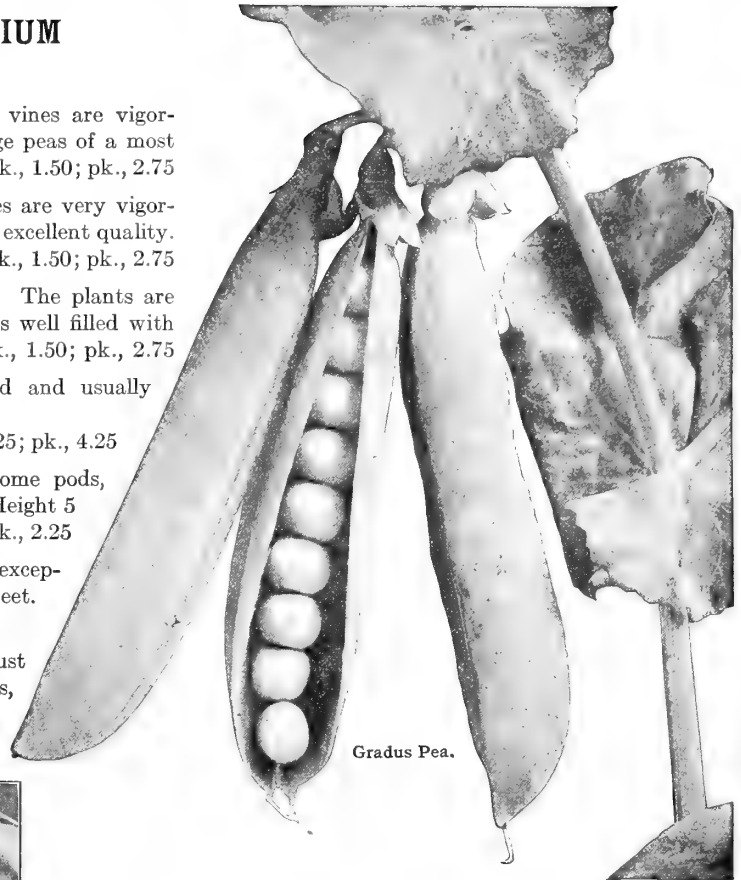 IUM
vines are vigor-
ge peas of a most
k., 1.50; pk., 2.75
es are very vigor-
excellent quality.
k., 1.50; pk., 2.75
The plants are
s well filled with
., 1.50; pk., 2.75
d and usually
25; pk., 4.25
ome pods,
Height 5
k., 2.25
excep-
eet.
ust
s,
Gradus Pea.